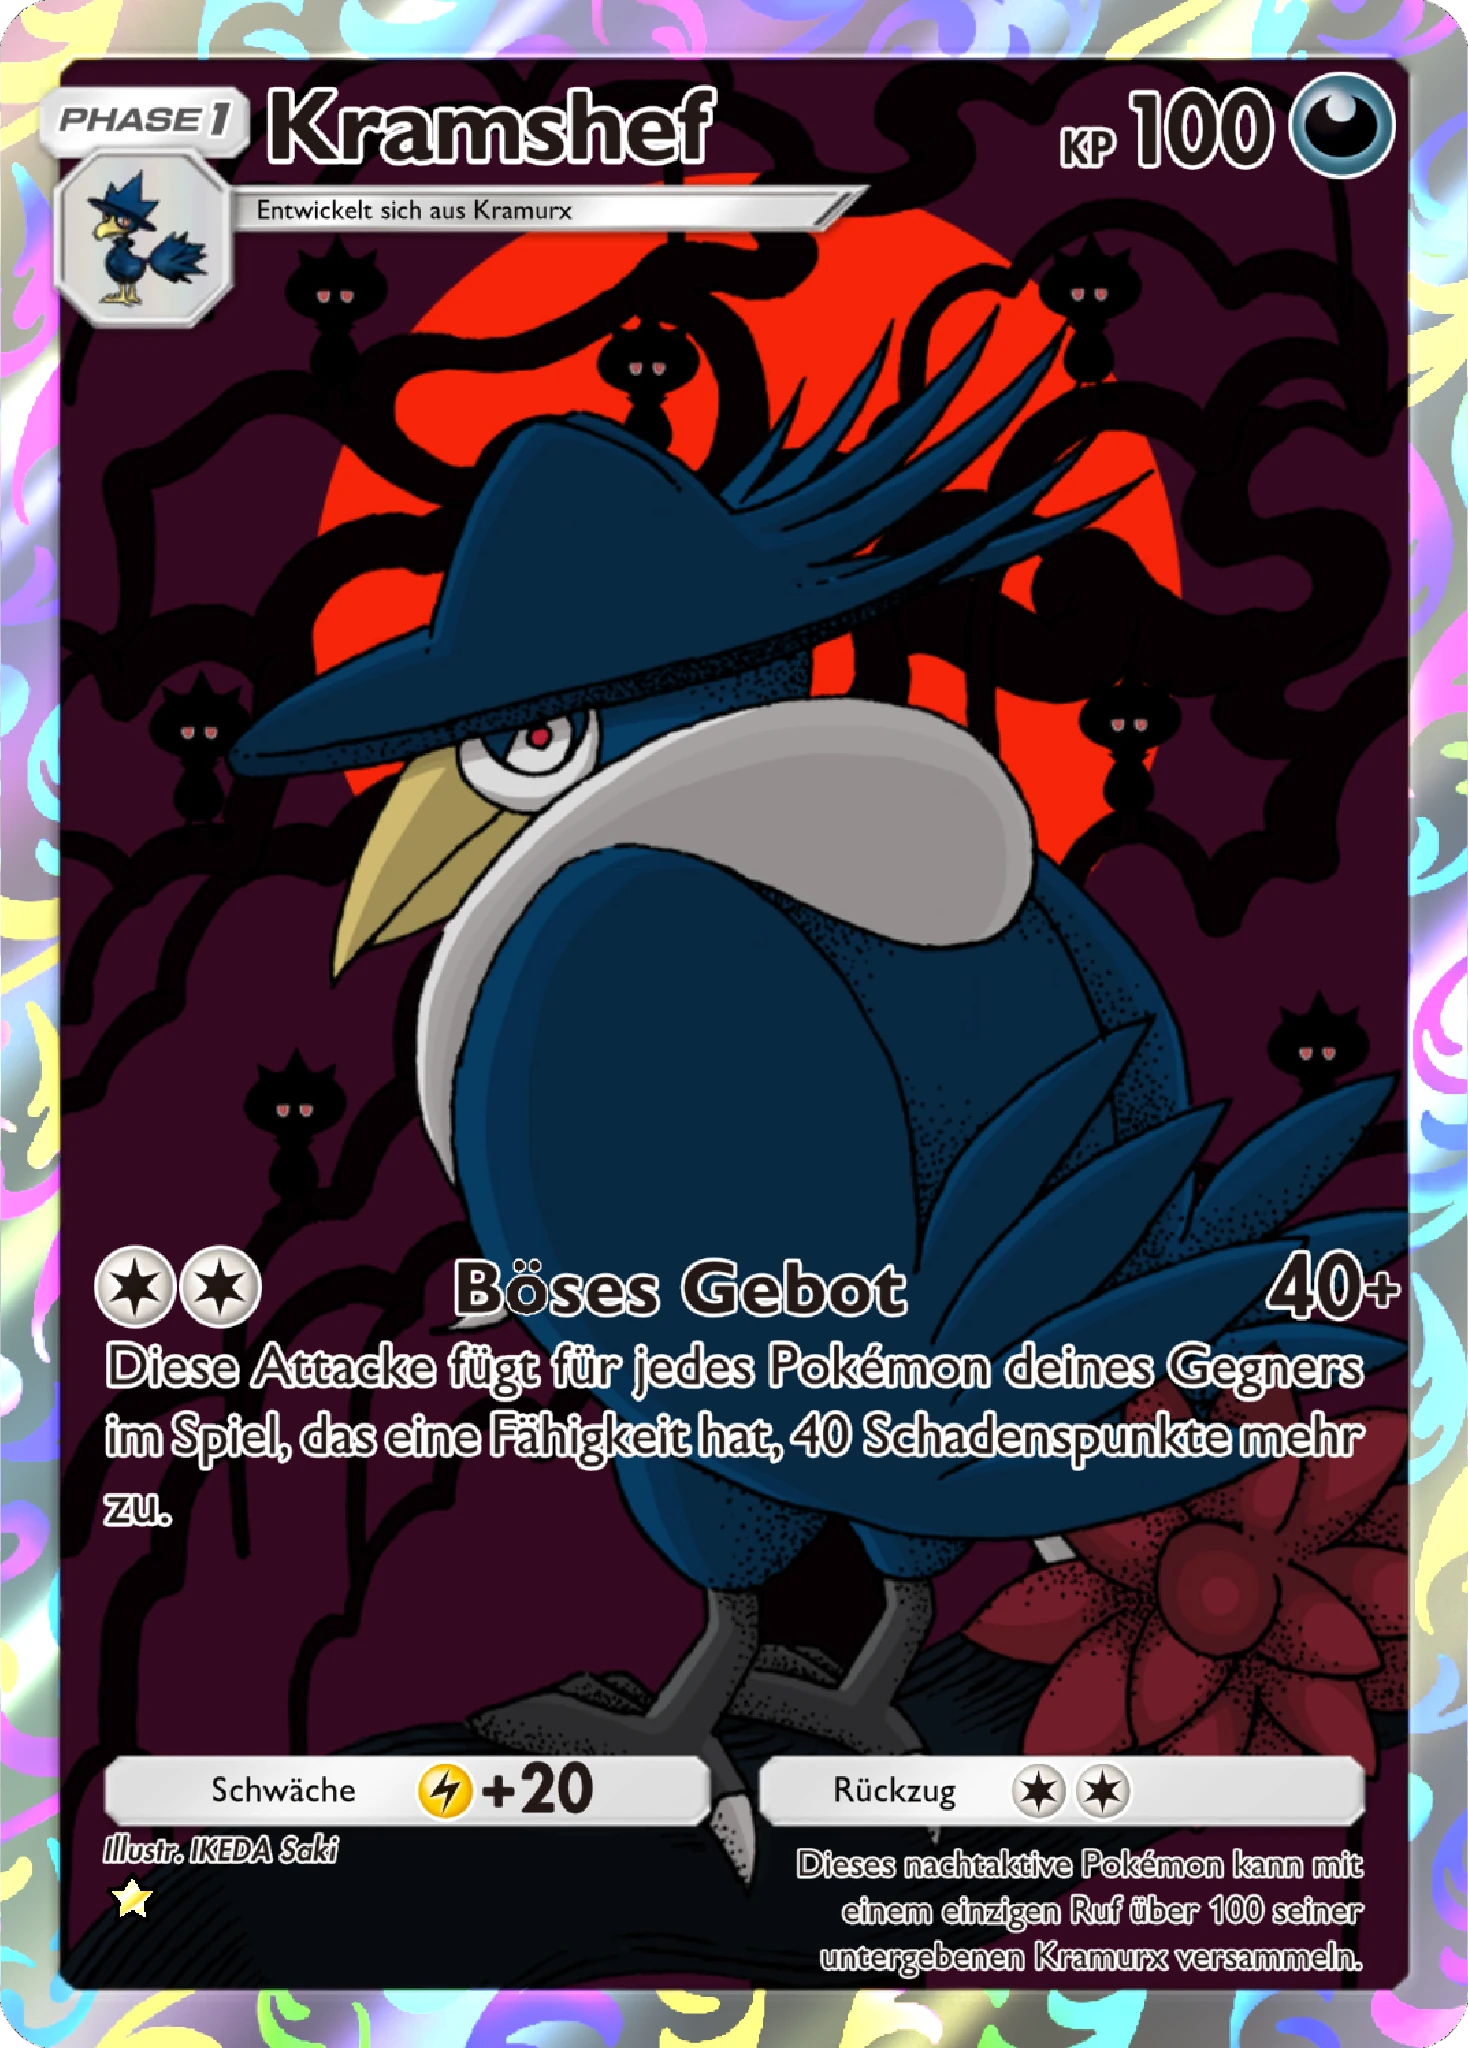 PHASE 1
Kramshef
KP 100
Entwickelt sich aus Kramurx
Böses Gebot 40+
Diese Attacke fügt für jedes Pokémon deines Gegners
im Spiel, das eine Fähigkeit hat, 40 Schadenspunkte mehr
zu.
Schwäche +20
Rückzug
Illustr. IKEDA Saki
Dieses nachtaktive Pokémon kann mit
einem einzigen Ruf über 100 seiner
untergebenen Kramurx versammeln.